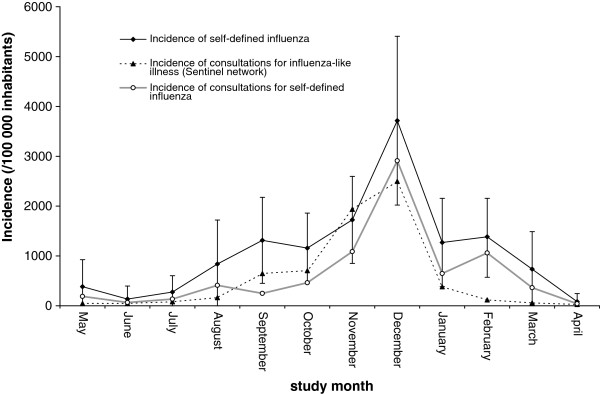 6000
5000
4000
3000
2000
1000
0
Incidence (/100 000 inhabitants)
Incidence of self-defined influenza
Incidence of consultations for influenza-like
illness (Sentinel network)
Incidence of consultations for self-defined
influenza
May
June
July
August
September
October
November
December
January
February
March
April
study month